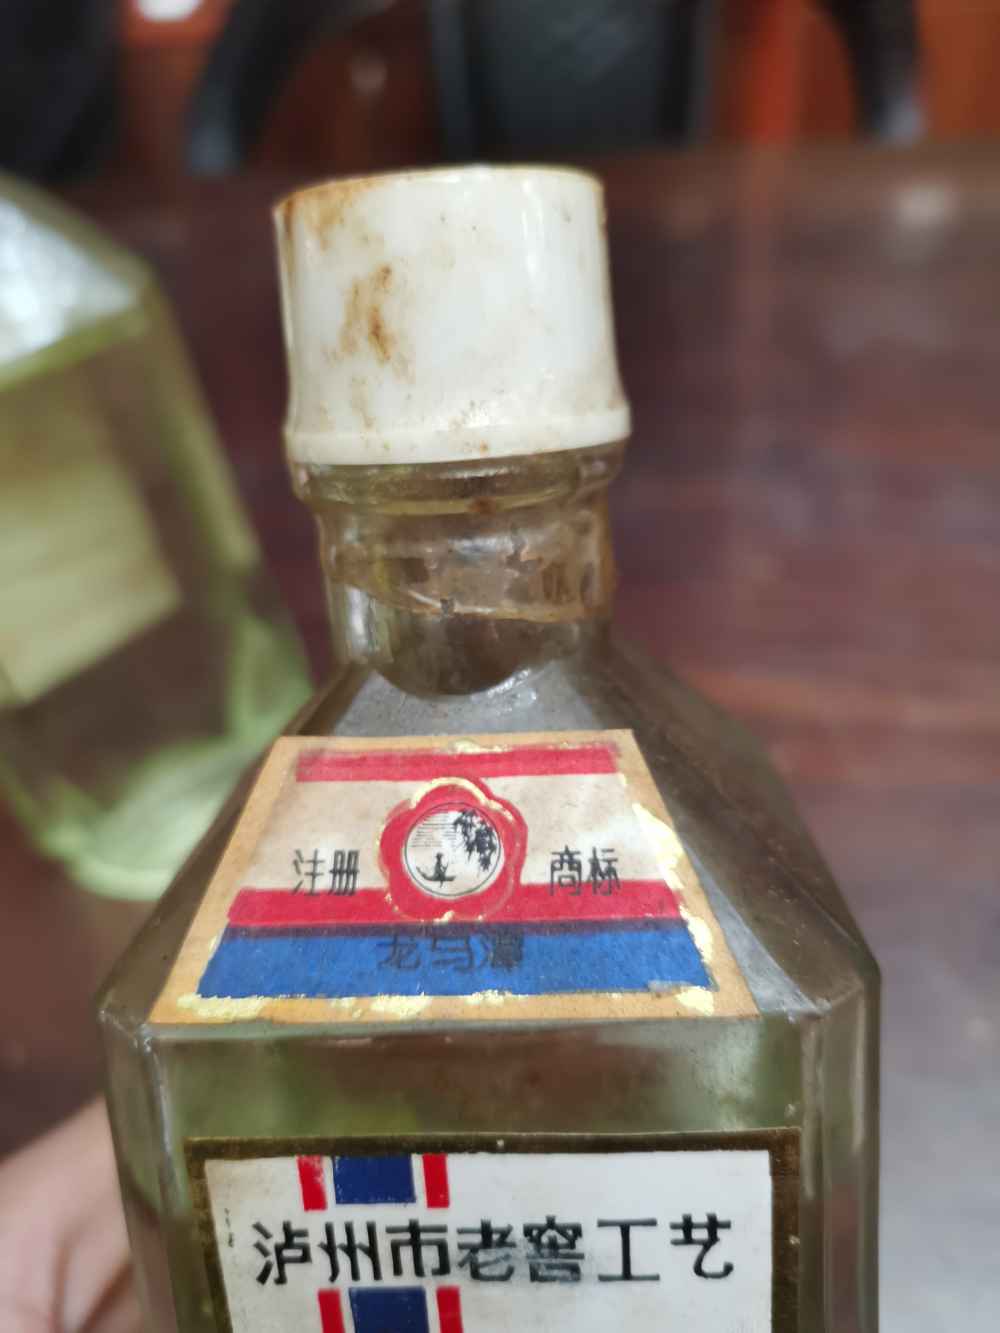 注册 商标
龙马潭
泸州市老窖工艺